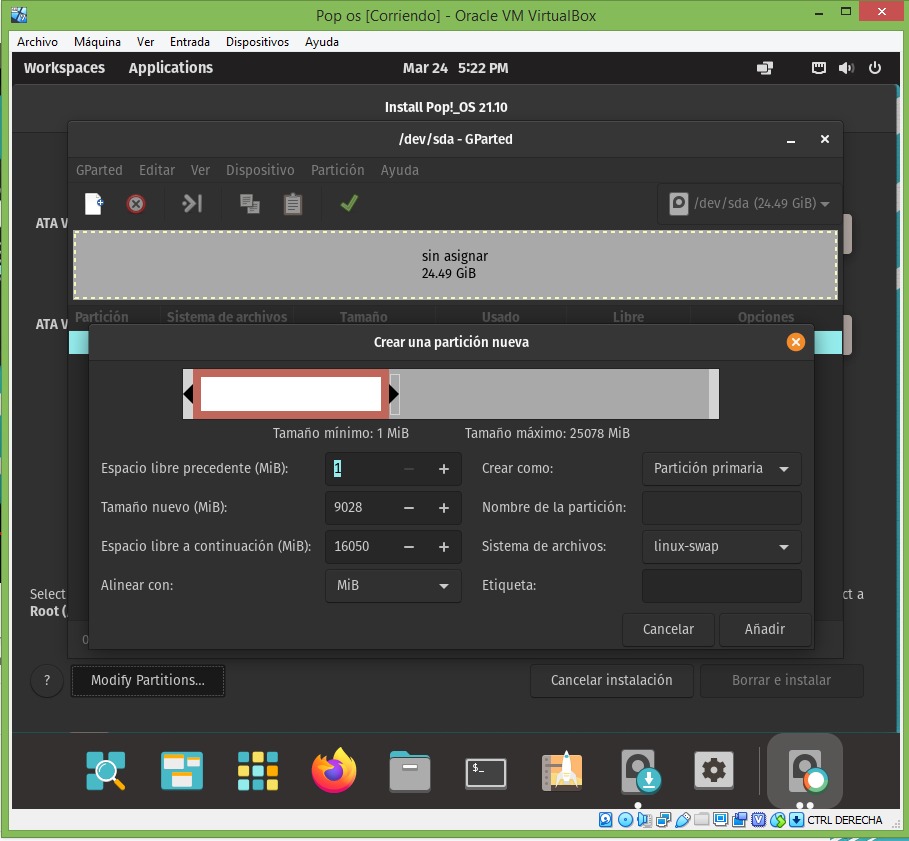 Pop os [Corriendo] - Oracle VM VirtualBox
Archivo Máquina Ver Entrada Dispositivos Ayuda
Workspaces Applications Mar 24 5:22 PM
Install Pop!_OS 21.10
/dev/sda - GParted
GParted Editar Ver Dispositivo Partición Ayuda
/dev/sda (24.49 GiB)
ATA V
sin asignar
24.49 GiB
Partición Sistema de archivos Tamaño Usado Libre Opciones
ATA V
Crear una partición nueva
Tamaño mínimo: 1 MiB Tamaño máximo: 25078 MiB
Espacio libre precedente (MiB): 1 Crear como: Partición primaria
Tamaño nuevo (MiB): 9028 Nombre de la partición:
Espacio libre a continuación (MiB): 16050 Sistema de archivos: linux-swap
Alinear con: MiB Etiqueta:
Select ct a
Root (
Cancelar Añadir
0
? Modify Partitions... Cancelar instalación Borrar e instalar
$_
CTRL DERECHA